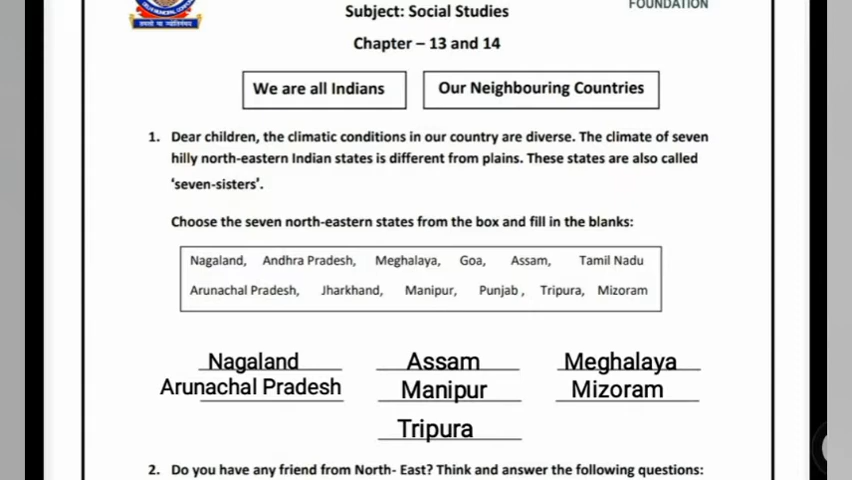 FOUNDATION
Subject: Social Studies
Chapter – 13 and 14
We are all Indians
Our Neighbouring Countries
1. Dear children, the climatic conditions in our country are diverse. The climate of seven
hilly north-eastern Indian states is different from plains. These states are also called
‘seven-sisters’.
Choose the seven north-eastern states from the box and fill in the blanks:
Nagaland, Andhra Pradesh, Meghalaya, Goa, Assam, Tamil Nadu
Arunachal Pradesh, Jharkhand, Manipur, Punjab , Tripura, Mizoram
Nagaland Assam Meghalaya
Arunachal Pradesh Manipur Mizoram
Tripura
2. Do you have any friend from North- East? Think and answer the following questions: